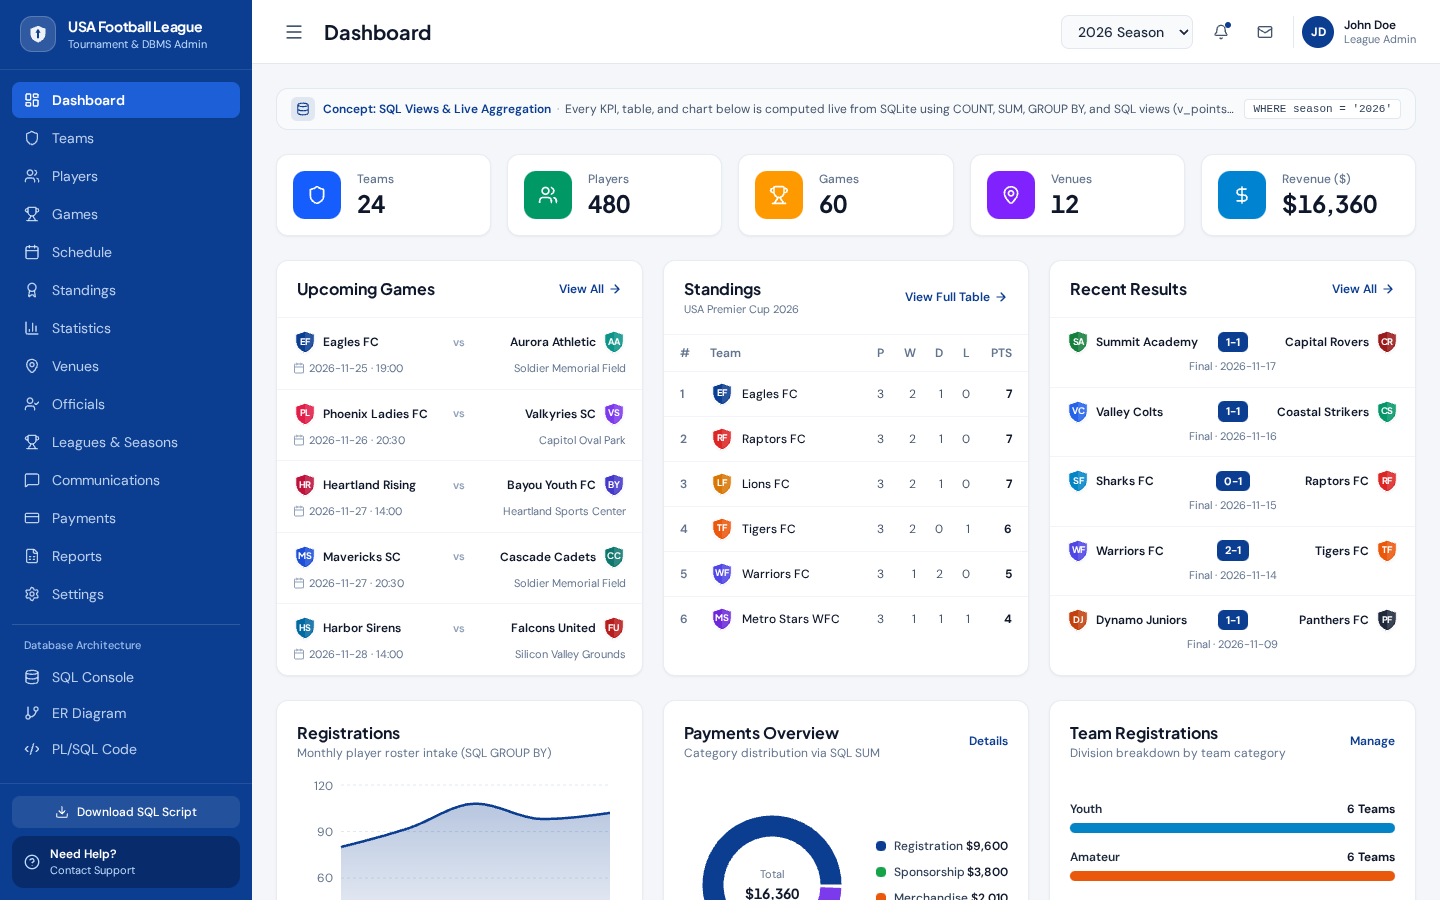 USA Football League
Tournament & DBMS Admin
Dashboard
Teams
Players
Games
Schedule
Standings
Statistics
Venues
Officials
Leagues & Seasons
Communications
Payments
Reports
Settings
Database Architecture
SQL Console
ER Diagram
PL/SQL Code
Download SQL Script
Need Help?
Contact Support
Dashboard
2026 Season
JD
John Doe
League Admin
Concept: SQL Views & Live Aggregation · Every KPI, table, and chart below is computed live from SQLite using COUNT, SUM, GROUP BY, and SQL views (v_points… WHERE season = '2026'
Teams
24
Players
480
Games
60
Venues
12
Revenue ($)
$16,360
Upcoming Games
View All
EF Eagles FC vs Aurora Athletic AA
2026-11-25 · 19:00 Soldier Memorial Field
PL Phoenix Ladies FC vs Valkyries SC VS
2026-11-26 · 20:30 Capitol Oval Park
HR Heartland Rising vs Bayou Youth FC BY
2026-11-27 · 14:00 Heartland Sports Center
MS Mavericks SC vs Cascade Cadets CC
2026-11-27 · 20:30 Soldier Memorial Field
HS Harbor Sirens vs Falcons United FU
2026-11-28 · 14:00 Silicon Valley Grounds
Standings
USA Premier Cup 2026
View Full Table
# Team P W D L PTS
1 EF Eagles FC 3 2 1 0 7
2 RF Raptors FC 3 2 1 0 7
3 LF Lions FC 3 2 1 0 7
4 TF Tigers FC 3 2 0 1 6
5 WF Warriors FC 3 1 2 0 5
6 MS Metro Stars WFC 3 1 1 1 4
Recent Results
View All
SA Summit Academy 1-1 Capital Rovers CR
Final · 2026-11-17
VC Valley Colts 1-1 Coastal Strikers CS
Final · 2026-11-16
SF Sharks FC 0-1 Raptors FC RF
Final · 2026-11-15
WF Warriors FC 2-1 Tigers FC TF
Final · 2026-11-14
DJ Dynamo Juniors 1-1 Panthers FC PF
Final · 2026-11-09
Registrations
Monthly player roster intake (SQL GROUP BY)
120
90
60
Payments Overview
Category distribution via SQL SUM
Details
Total
$16,360
Registration $9,600
Sponsorship $3,800
Merchandise $2,010
Team Registrations
Division breakdown by team category
Manage
Youth 6 Teams
Amateur 6 Teams